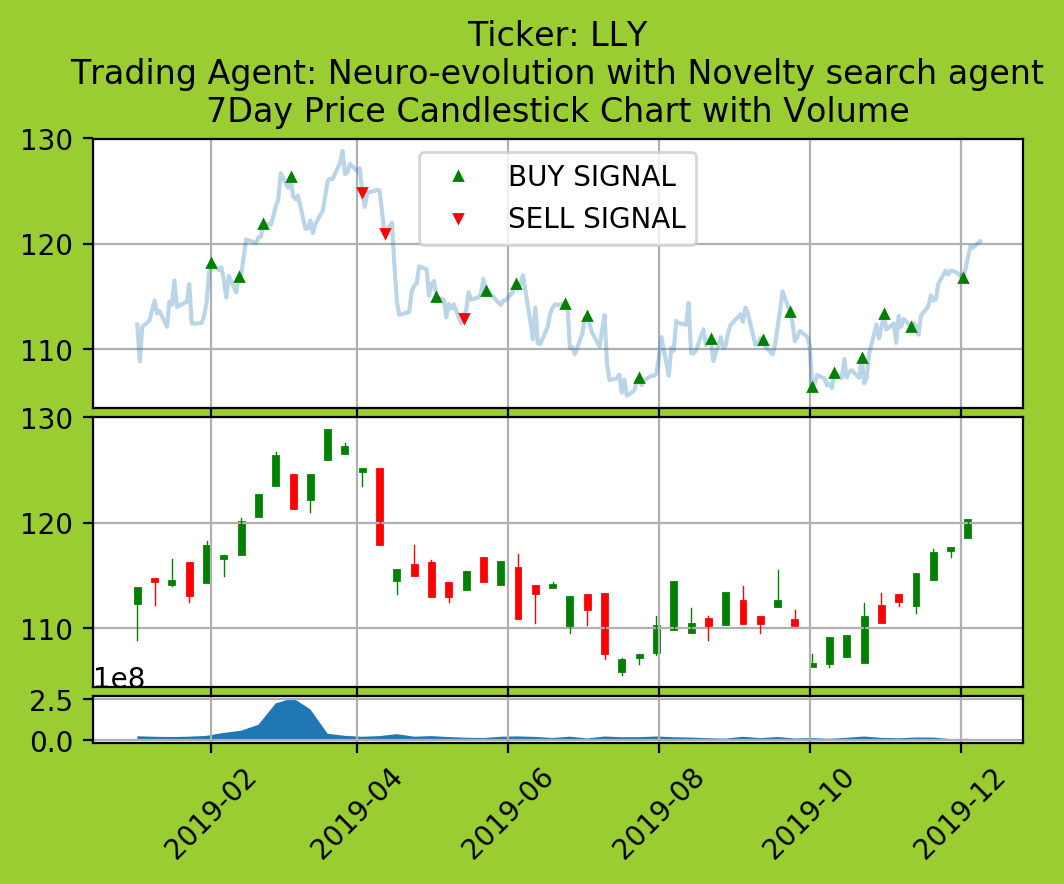 Ticker: LLY
Trading Agent: Neuro-evolution with Novelty search agent
7Day Price Candlestick Chart with Volume
130
BUY SIGNAL
SELL SIGNAL
120
110
130
120
110
1e8
2.5
0.0
2019-02
2019-04
2019-06
2019-08
2019-10
2019-12